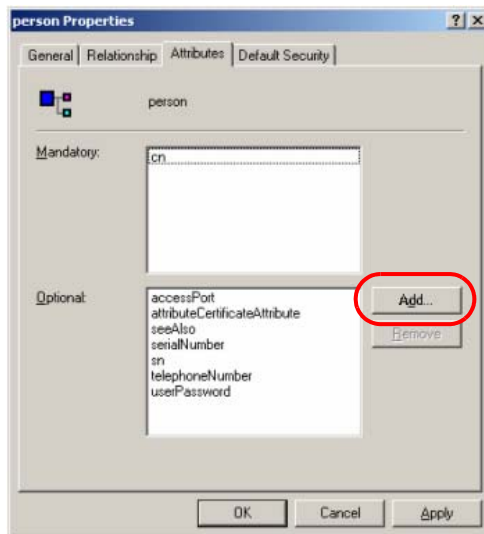 person Properties
General Relationship Attributes Default Security
person
Mandatory:
cn
Optional:
accessPort
attributeCertificateAttribute
seeAlso
serialNumber
sn
telephoneNumber
userPassword
Add...
Remove
OK Cancel Apply